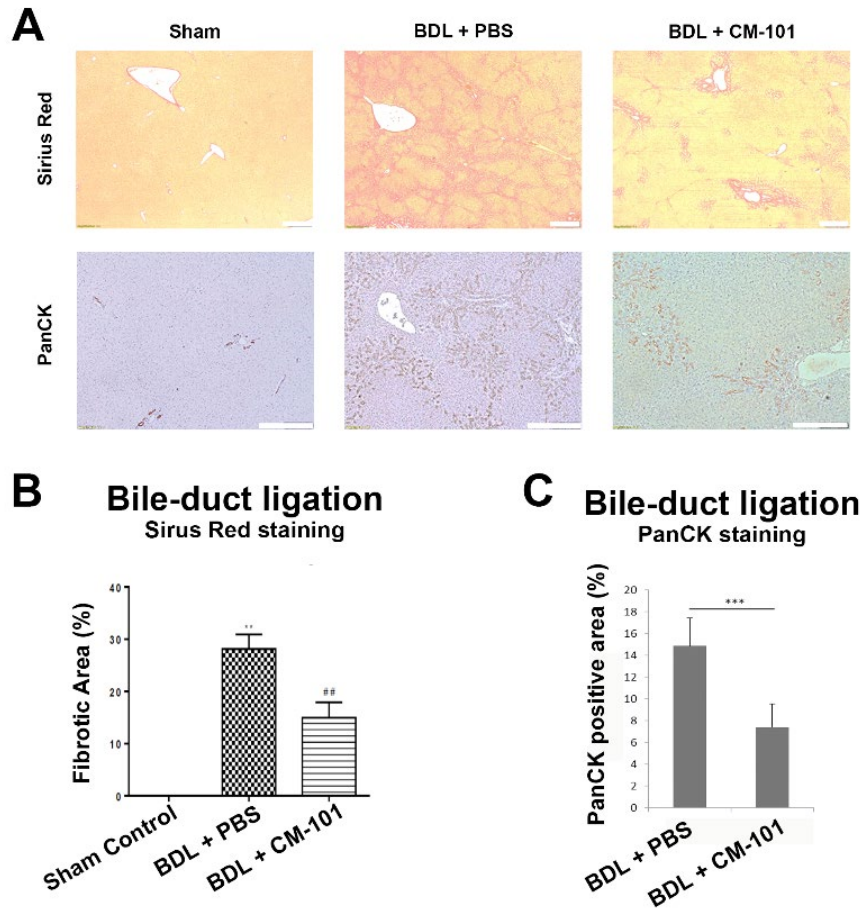 A
Sham
BDL + PBS
BDL + CM-101
Sirius Red
PanCK
B
Bile-duct ligation
Sirus Red staining
Fibrotic Area (%)
40
30
20
10
0
**
##
Sham Control
BDL + PBS
BDL + CM-101
C
Bile-duct ligation
PanCK staining
PanCK positive area (%)
20
18
16
14
12
10
8
6
4
2
0
***
BDL + PBS
BDL + CM-101